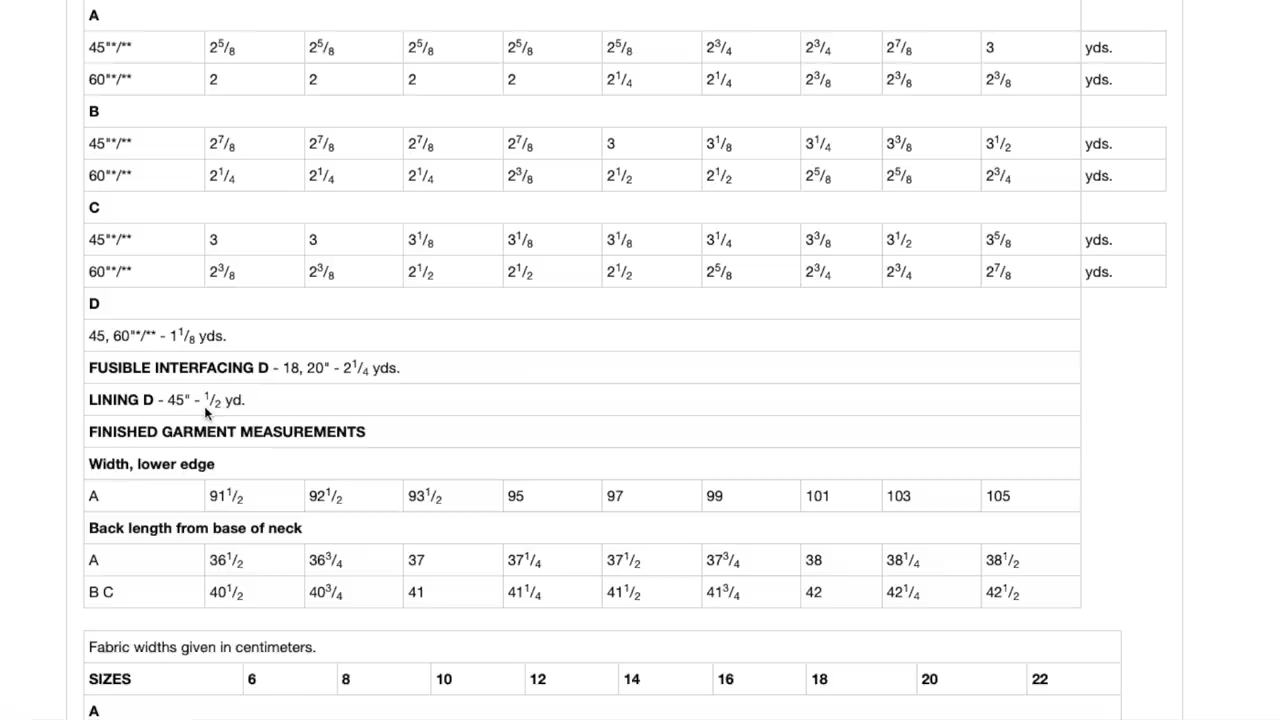 A
45"*/** 2 5/8 2 5/8 2 5/8 2 5/8 2 5/8 2 3/4 2 3/4 2 7/8 3 yds.
60"*/** 2 2 2 2 2 1/4 2 1/4 2 3/8 2 3/8 2 3/8 yds.
B
45"*/** 2 7/8 2 7/8 2 7/8 2 7/8 3 3 1/8 3 1/4 3 3/8 3 1/2 yds.
60"*/** 2 1/4 2 1/4 2 1/4 2 3/8 2 1/2 2 1/2 2 5/8 2 5/8 2 3/4 yds.
C
45"*/** 3 3 3 1/8 3 1/8 3 1/8 3 1/4 3 3/8 3 1/2 3 5/8 yds.
60"*/** 2 3/8 2 3/8 2 1/2 2 1/2 2 1/2 2 5/8 2 3/4 2 3/4 2 7/8 yds.
D
45, 60"*/** - 1 1/8 yds.
FUSIBLE INTERFACING D - 18, 20" - 2 1/4 yds.
LINING D - 45" - 1/2 yd.
FINISHED GARMENT MEASUREMENTS
Width, lower edge
A 91 1/2 92 1/2 93 1/2 95 97 99 101 103 105
Back length from base of neck
A 36 1/2 36 3/4 37 37 1/4 37 1/2 37 3/4 38 38 1/4 38 1/2
B C 40 1/2 40 3/4 41 41 1/4 41 1/2 41 3/4 42 42 1/4 42 1/2
Fabric widths given in centimeters.
SIZES 6 8 10 12 14 16 18 20 22
A